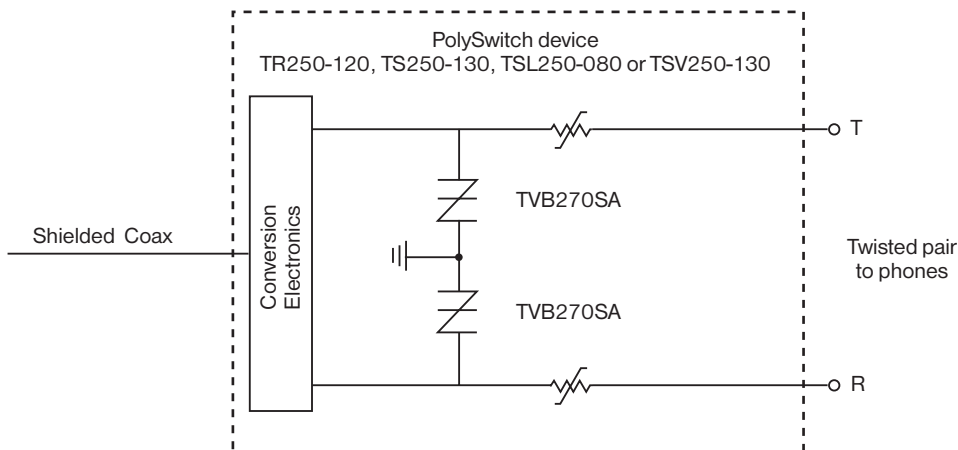 PolySwitch device
TR250-120, TS250-130, TSL250-080 or TSV250-130
T
TVB270SA
Shielded Coax
Conversion
Electronics
Twisted pair
to phones
TVB270SA
R